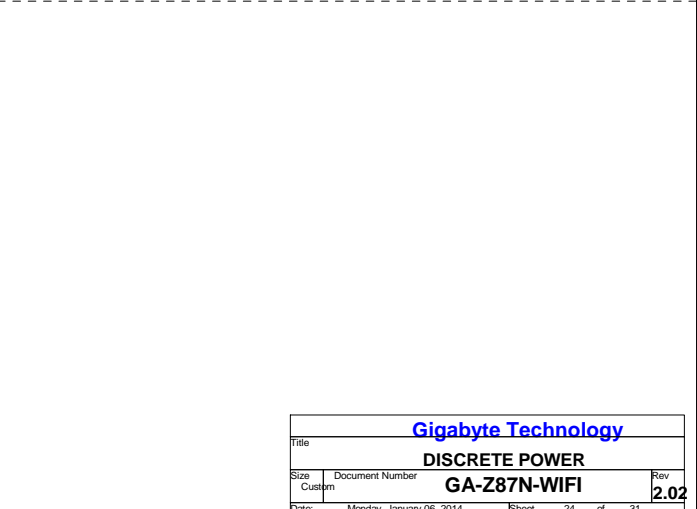 Gigabyte Technology
Title
DISCRETE POWER
Size Document Number Rev
Custom GA-Z87N-WIFI 2.02
Date: Monday, January 06, 2014 Sheet 24 of 31